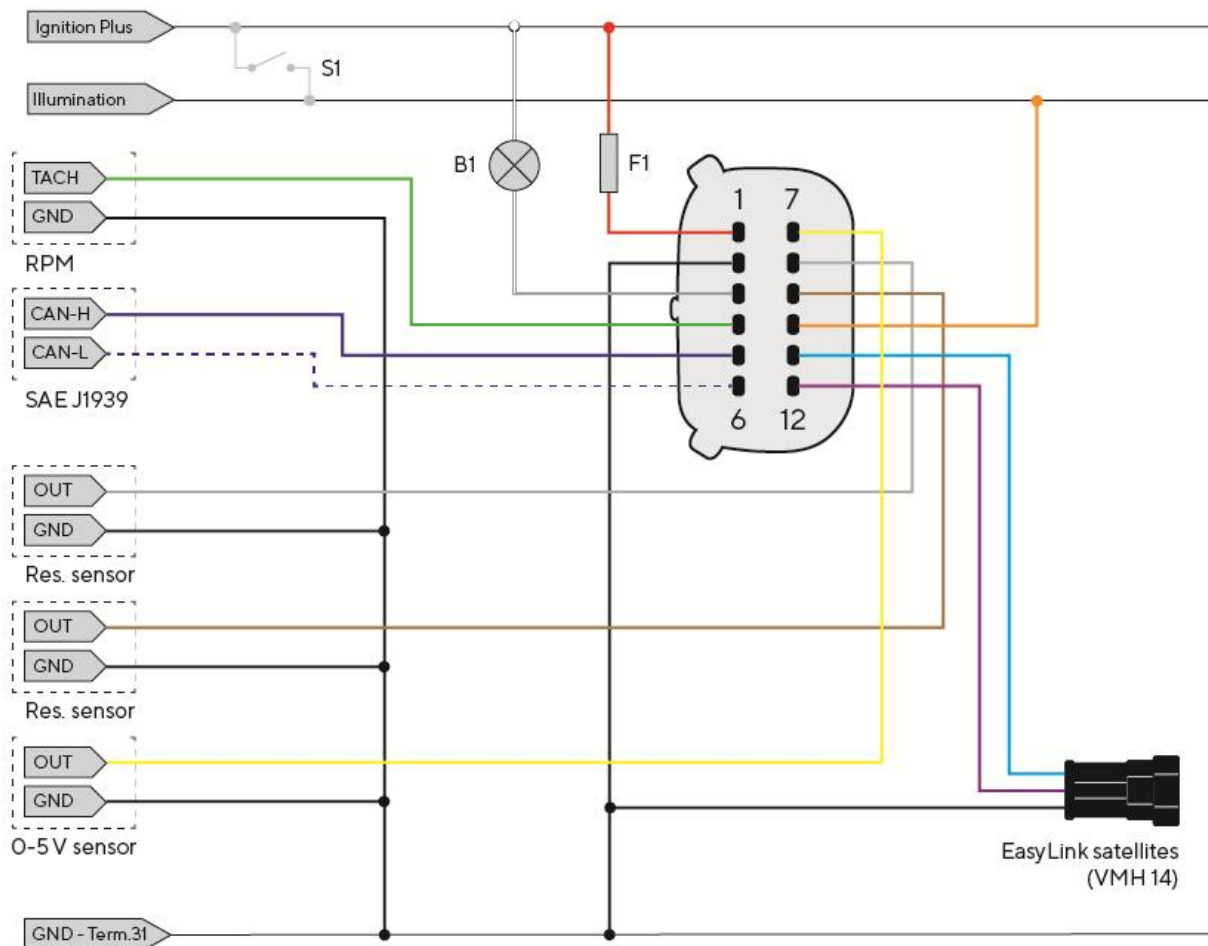 Ignition Plus
S1
Illumination
B1
F1
TACH
GND
RPM
1 7
CAN-H
CAN-L
SAE J1939
6 12
OUT
GND
Res. sensor
OUT
GND
Res. sensor
OUT
GND
0-5 V sensor
EasyLink satellites
(VMH 14)
GND - Term.31